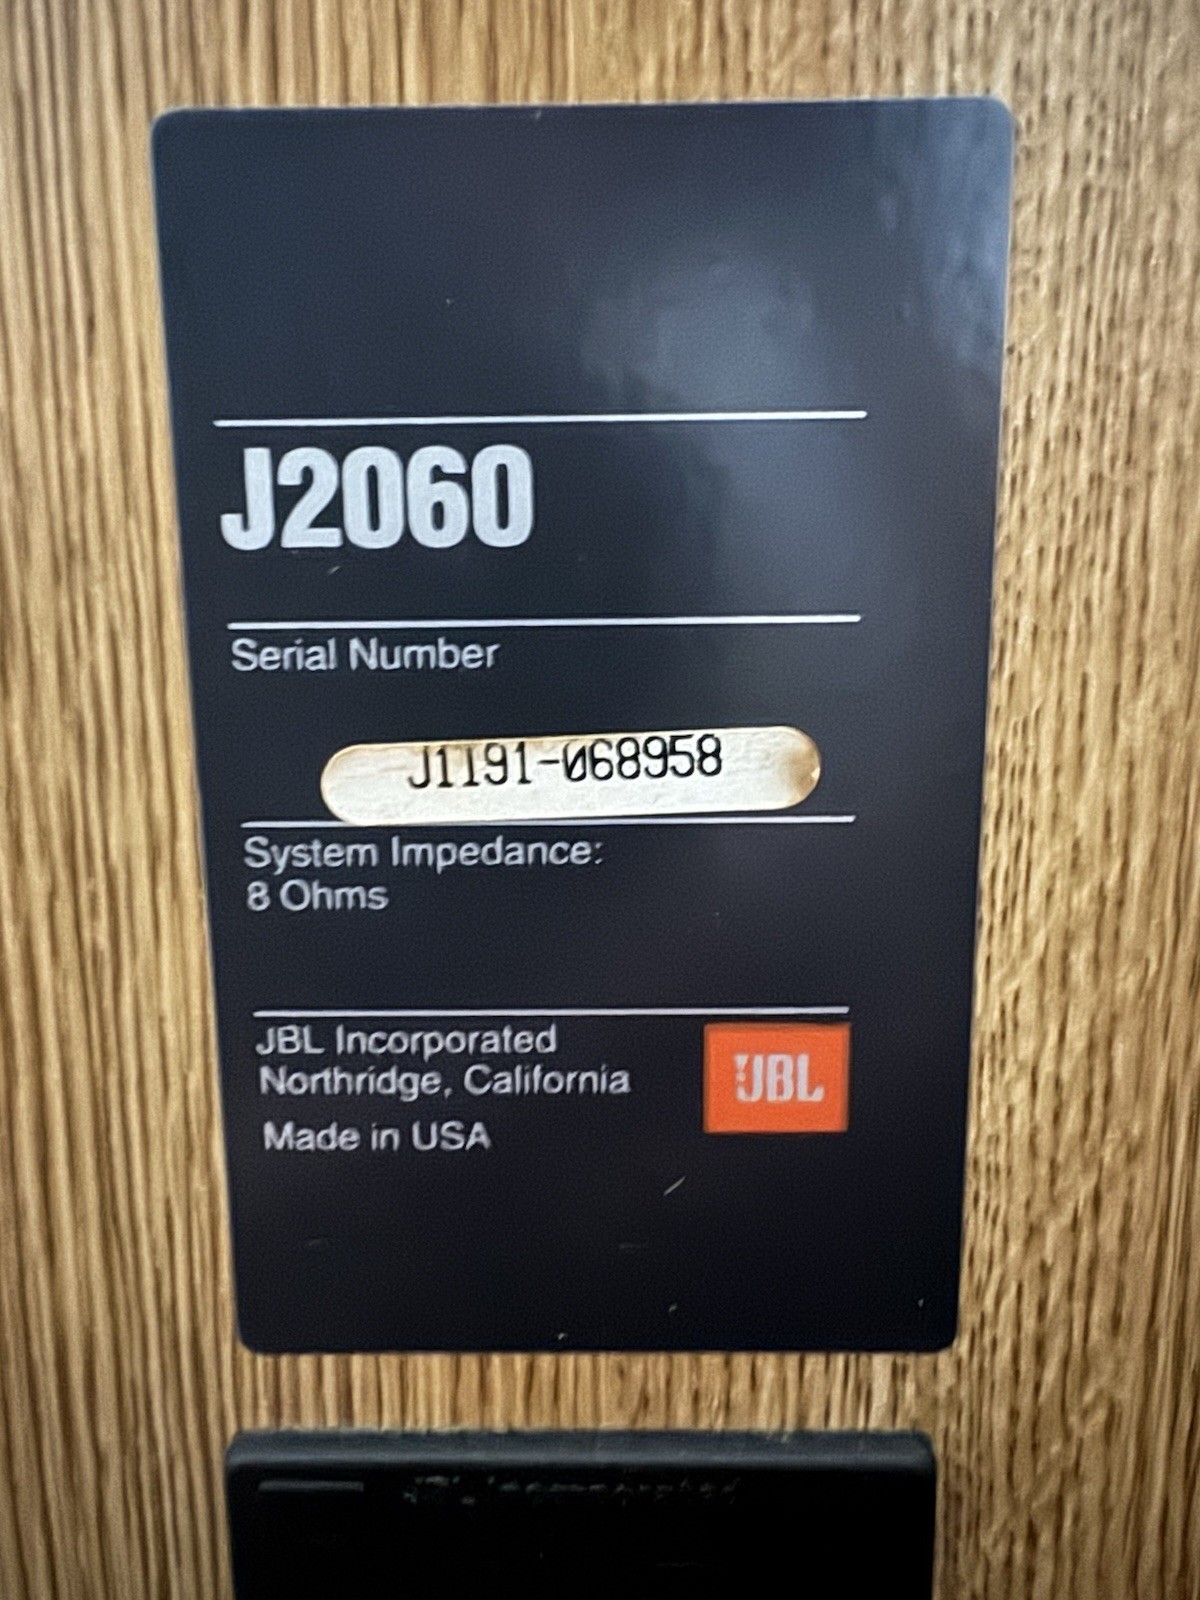 J2060
Serial Number
J1191-068958
System Impedance:
8 Ohms
JBL Incorporated
Northridge, California
Made in USA
JBL